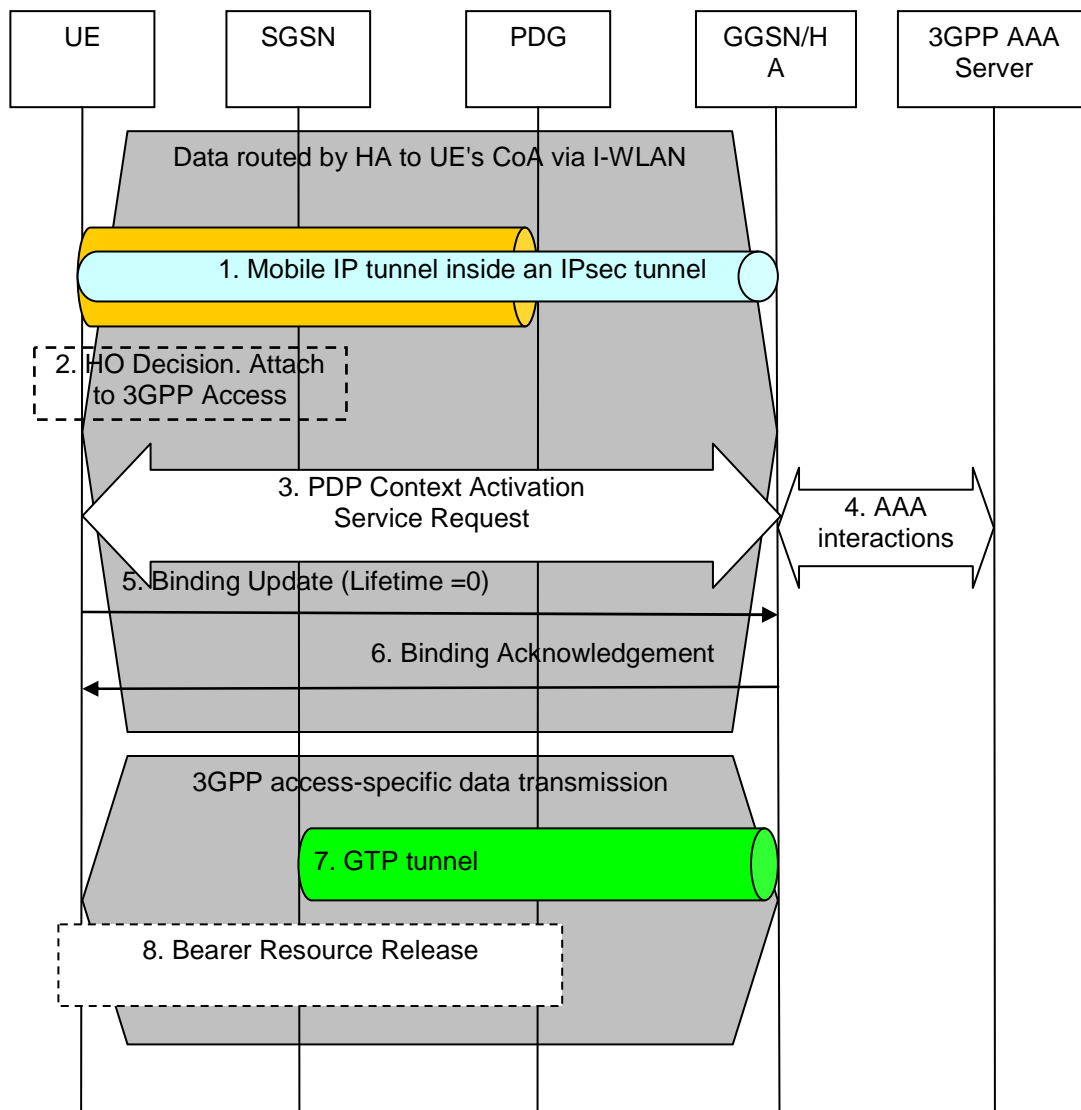 UE
SGSN
PDG
GGSN/H
A
3GPP AAA
Server
Data routed by HA to UE's CoA via I-WLAN
1. Mobile IP tunnel inside an IPsec tunnel
2. HO Decision. Attach
to 3GPP Access
3. PDP Context Activation
Service Request
4. AAA
interactions
5. Binding Update (Lifetime =0)
6. Binding Acknowledgement
3GPP access-specific data transmission
7. GTP tunnel
8. Bearer Resource Release